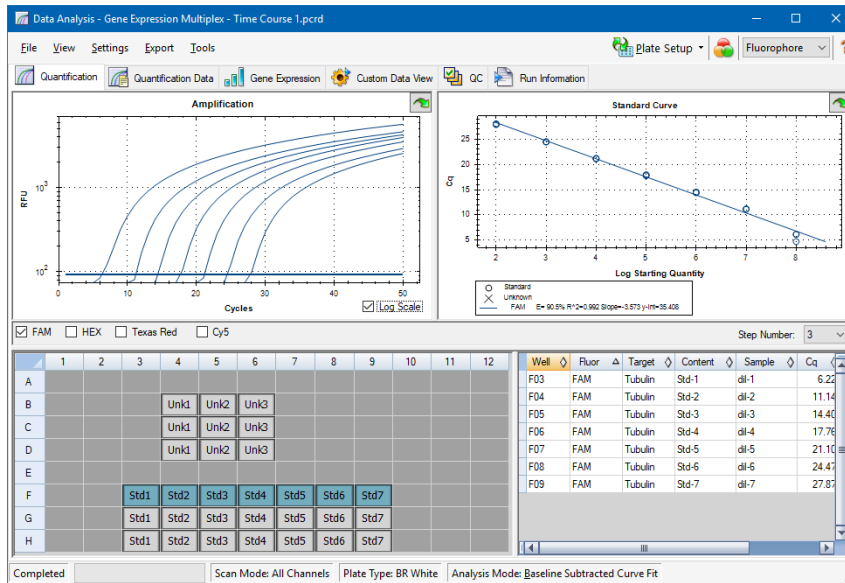 Data Analysis - Gene Expression Multiplex - Time Course 1.pcrd
File View Settings Export Tools Plate Setup Fluorophore
Quantification Quantification Data Gene Expression Custom Data View QC Run Information
Amplification
RFU
10^3
10^2
0 10 20 30 40 50
Cycles
Log Scale
Standard Curve
Cq
25
20
15
10
5
2 3 4 5 6 7 8
Log Starting Quantity
Standard
Unknown
FAM E= 90.5% R^2=0.992 Slope=-3.573 y-int=35.408
FAM HEX Texas Red Cy5 Step Number: 3
1 2 3 4 5 6 7 8 9 10 11 12
A
B Unk1 Unk2 Unk3
C Unk1 Unk2 Unk3
D Unk1 Unk2 Unk3
E
F Std1 Std2 Std3 Std4 Std5 Std6 Std7
G Std1 Std2 Std3 Std4 Std5 Std6 Std7
H Std1 Std2 Std3 Std4 Std5 Std6 Std7
Well Fluor Target Content Sample Cq
F03 FAM Tubulin Std-1 dil-1 6.22
F04 FAM Tubulin Std-2 dil-2 11.14
F05 FAM Tubulin Std-3 dil-3 14.40
F06 FAM Tubulin Std-4 dil-4 17.76
F07 FAM Tubulin Std-5 dil-5 21.10
F08 FAM Tubulin Std-6 dil-6 24.47
F09 FAM Tubulin Std-7 dil-7 27.87
Completed Scan Mode: All Channels Plate Type: BR White Analysis Mode: Baseline Subtracted Curve Fit